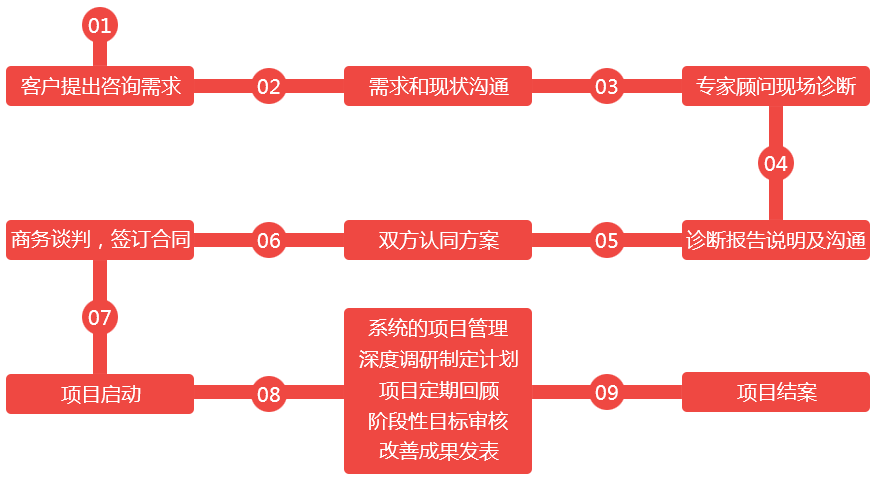 01
客户提出咨询需求
02
需求和现状沟通
03
专家顾问现场诊断
04
诊断报告说明及沟通
05
双方认同方案
06
商务谈判，签订合同
07
项目启动
08
系统的项目管理
深度调研制定计划
项目定期回顾
阶段性目标审核
改善成果发表
09
项目结案